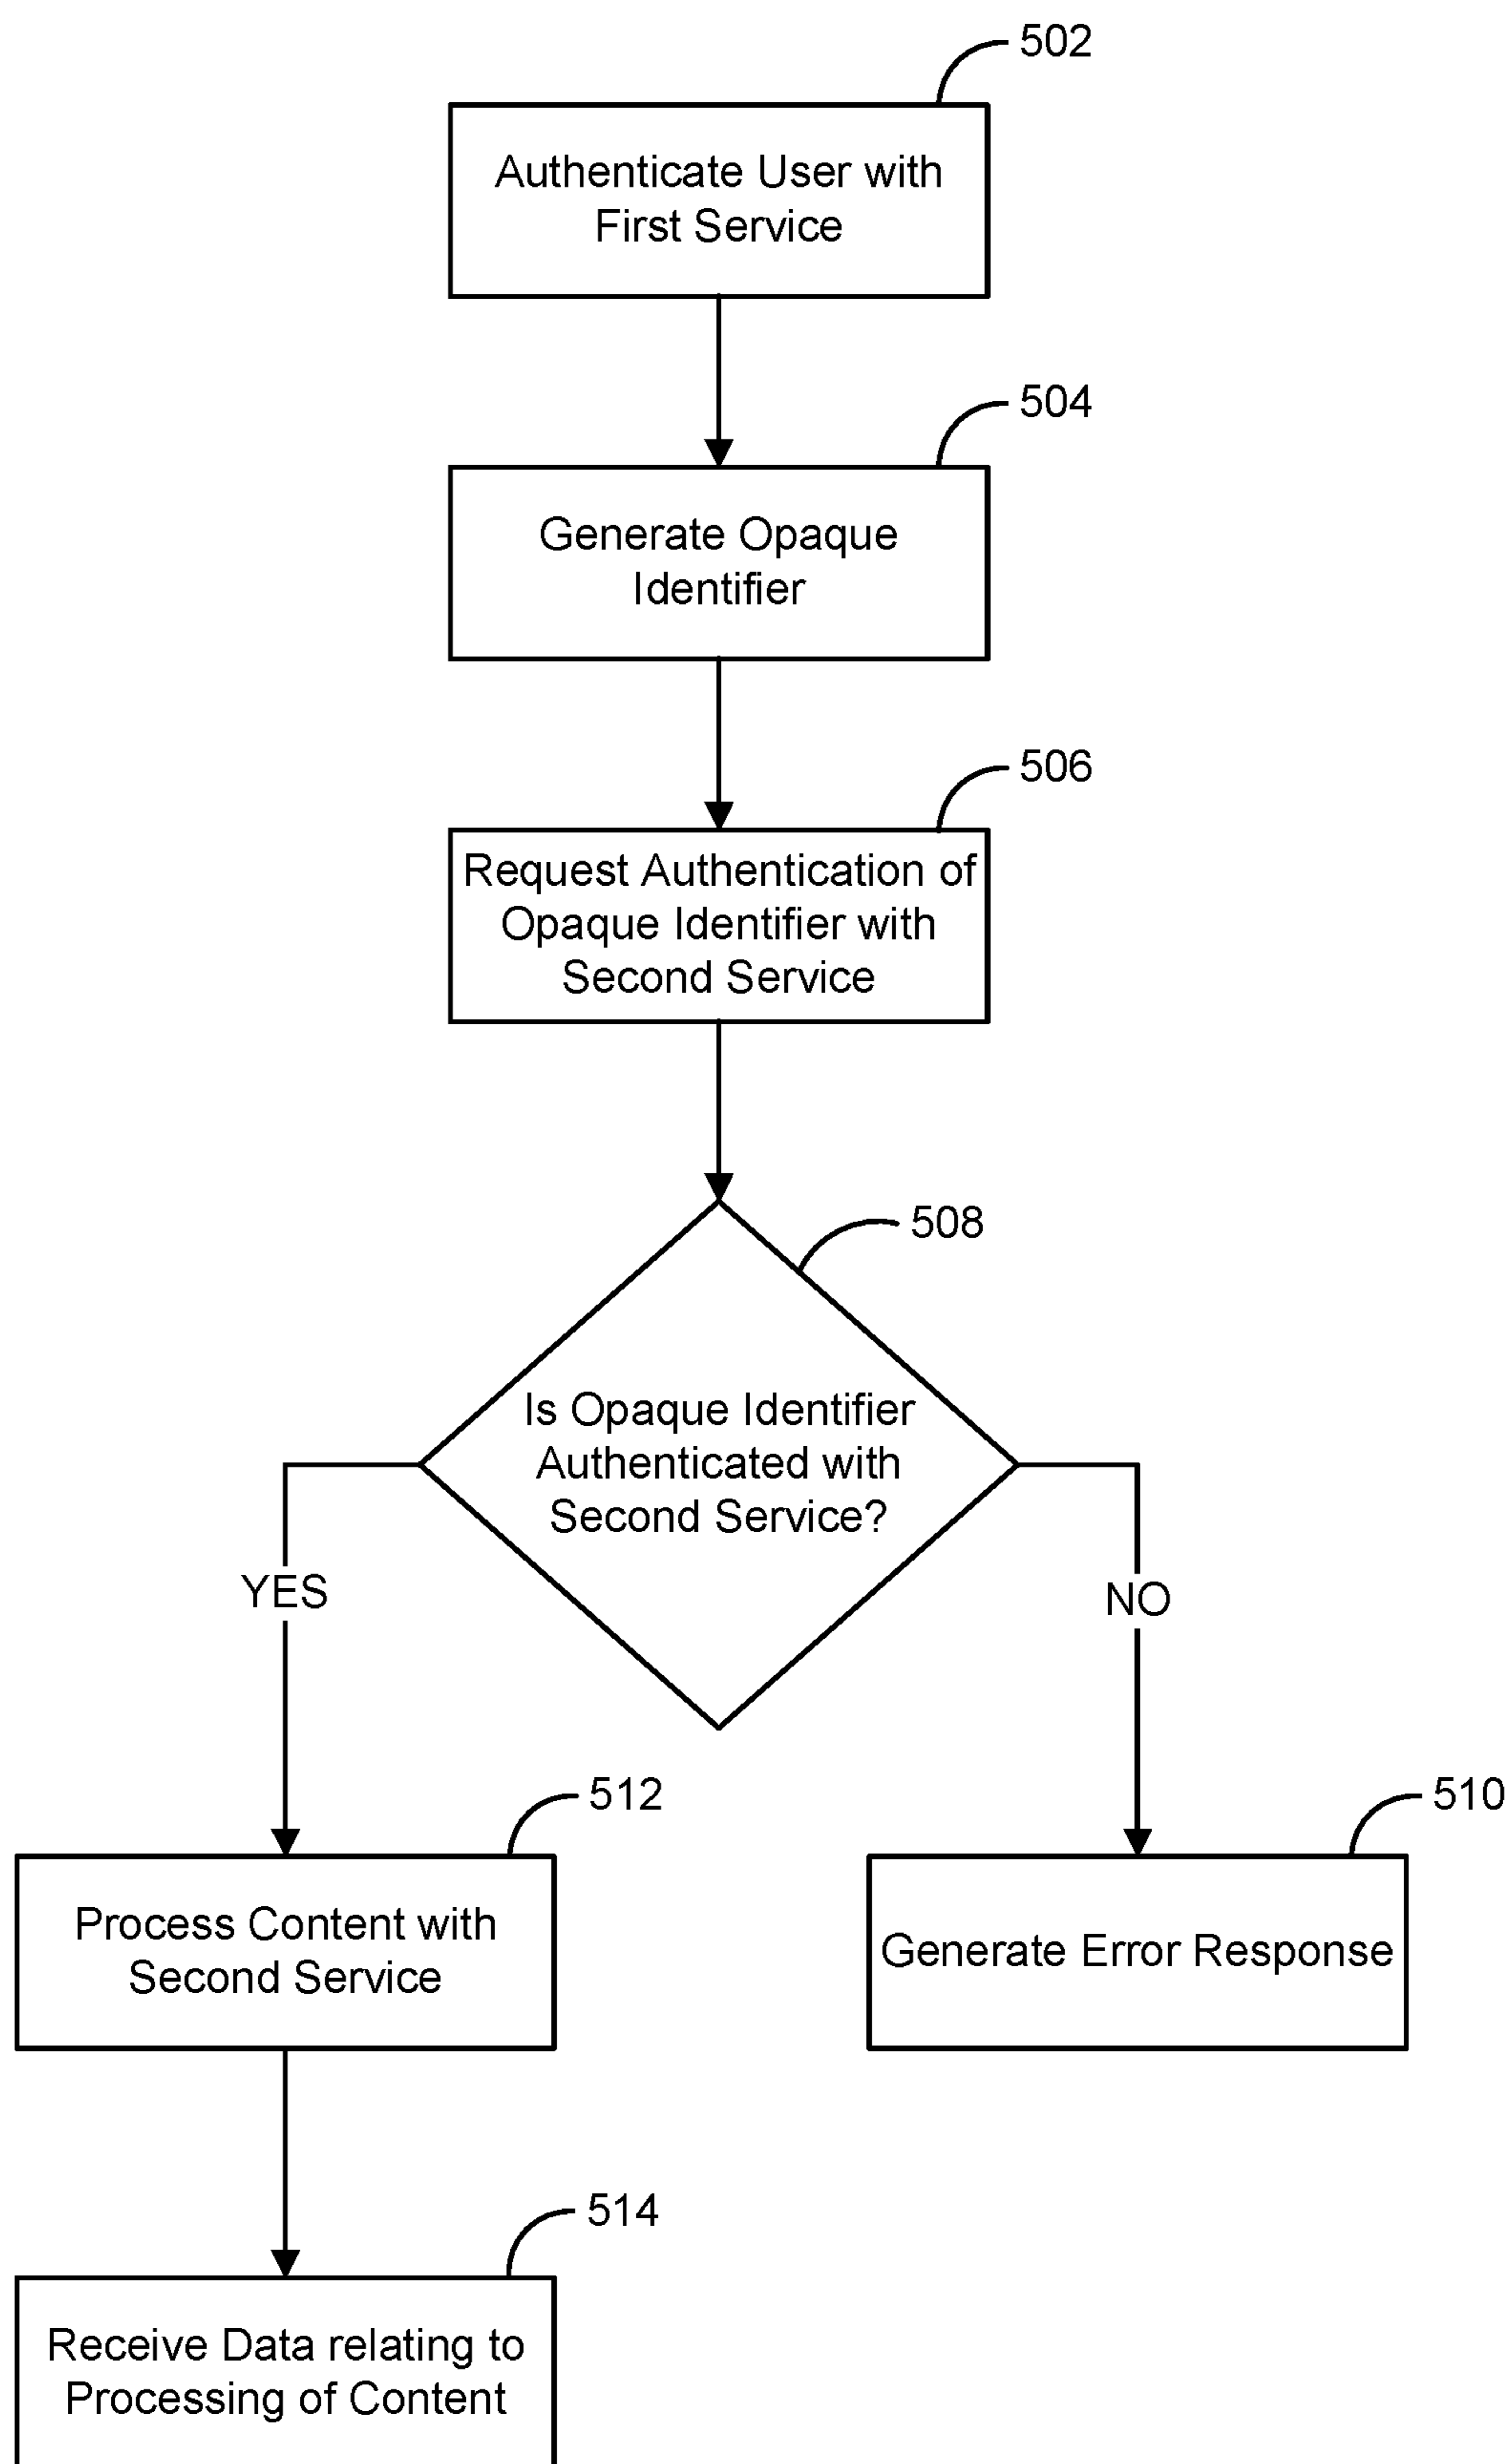 502
Authenticate User with
First Service
504
Generate Opaque
Identifier
506
Request Authentication of
Opaque Identifier with
Second Service
508
Is Opaque Identifier
Authenticated with
Second Service?
YES
NO
512
Process Content with
Second Service
510
Generate Error Response
514
Receive Data relating to
Processing of Content